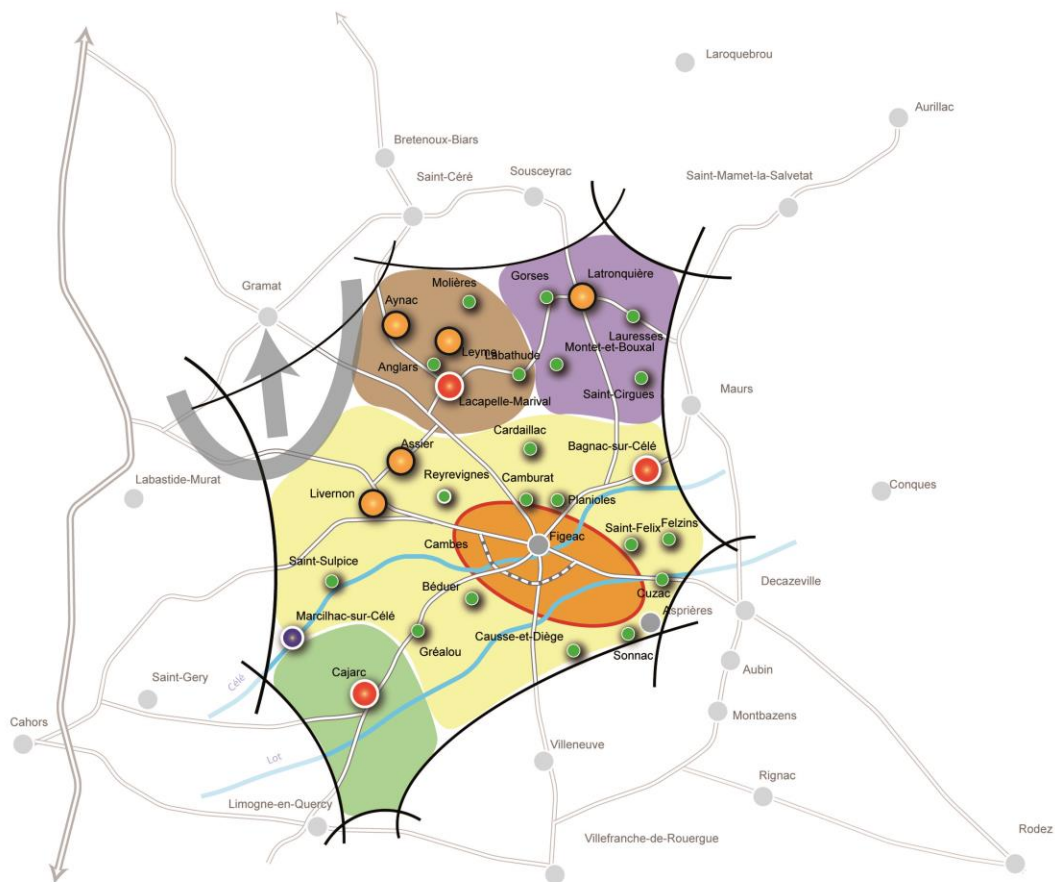 Laroquebrou
Aurillac
Bretenoux-Biars
Saint-Céré
Sousceyrac
Saint-Mamet-la-Salvetat
Gramat
Molières
Gorses
Latronquière
Aynac
Lauresses
Leyme
Labathude
Montet-et-Bouxal
Anglars
Saint-Cirgues
Maurs
Lacapelle-Marival
Cardaillac
Bagnac-sur-Célé
Assier
Reyrevignes
Camburat
Labastide-Murat
Livernon
Planioles
Conques
Saint-Felix
Felzins
Figeac
Cambes
Saint-Sulpice
Béduer
Cuzac
Decazeville
Marcilhac-sur-Célé
Asprières
Causse-et-Diège
Gréalou
Sonnac
Cajarc
Aubin
Saint-Gery
Célé
Cahors
Montbazens
Villeneuve
Lot
Rignac
Limogne-en-Quercy
Villefranche-de-Rouergue
Rodez